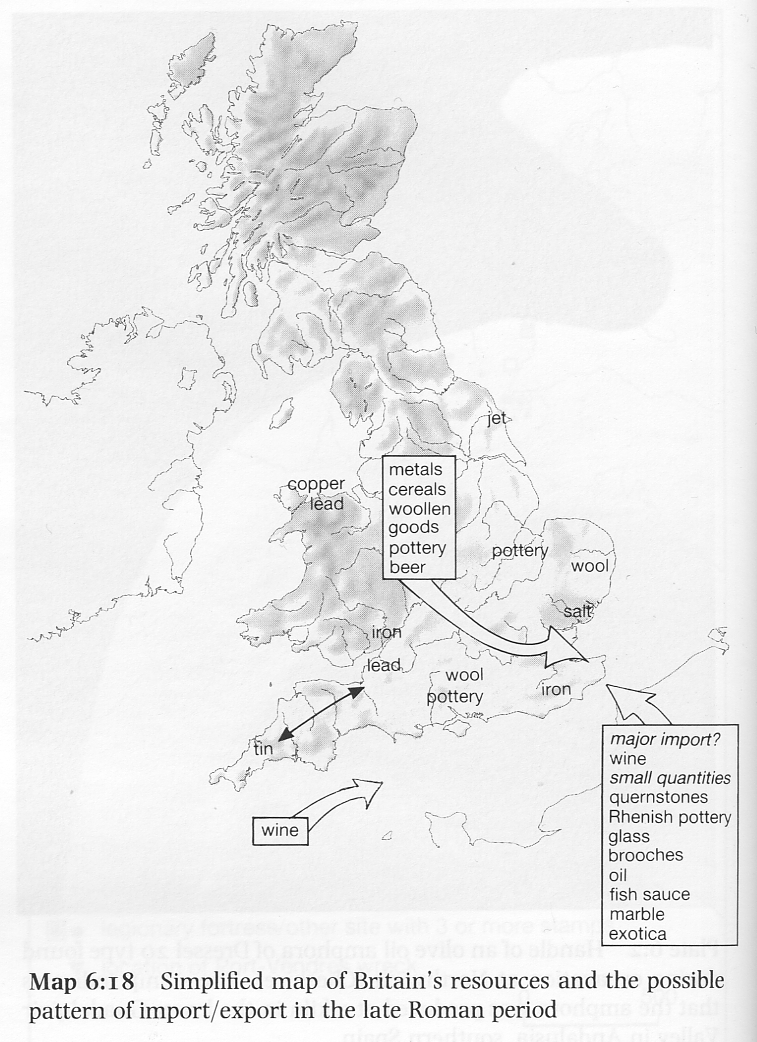 jet
copper
lead
metals
cereals
woollen
goods
pottery
beer
pottery
wool
salt
iron
lead
wool
pottery
iron
tin
wine
major import?
wine
small quantities
quernstones
Rhenish pottery
glass
brooches
oil
fish sauce
marble
exotica
Map 6:18 Simplified map of Britain's resources and the possible
pattern of import/export in the late Roman period